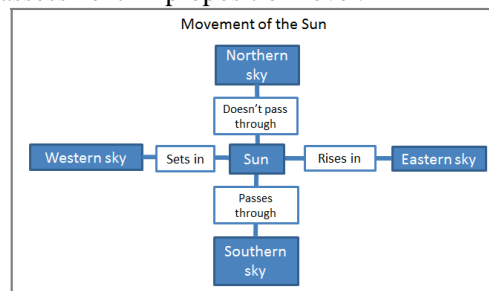 Movement of the Sun
Northern
sky
Doesn't pass
through
Western sky
Sets in
Sun
Rises in
Eastern sky
Passes
through
Southern
sky